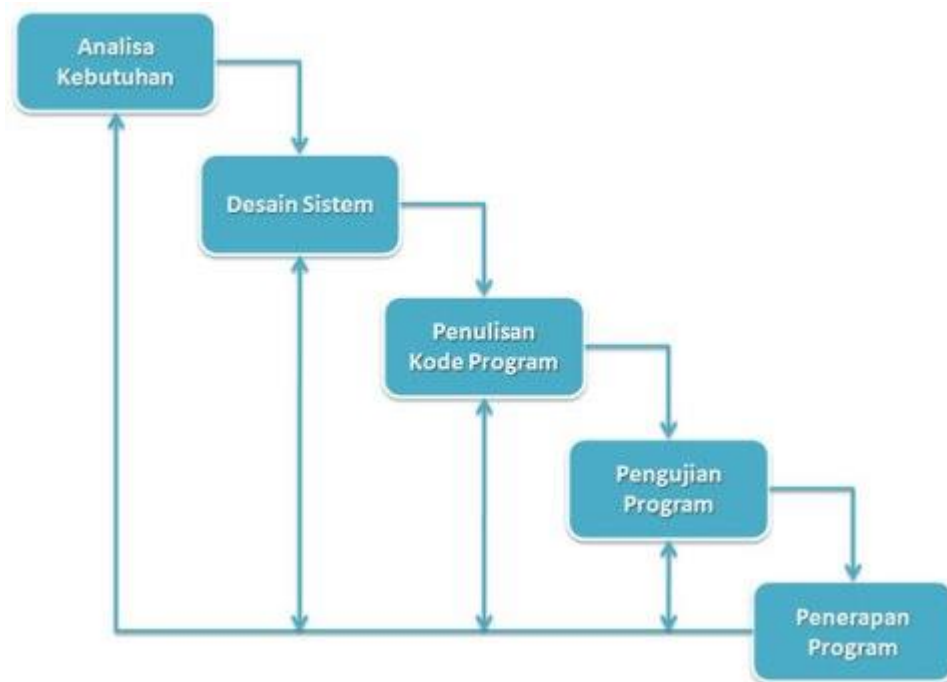 Analisa
Kebutuhan
Desain Sistem
Penulisan
Kode Program
Pengujian
Program
Penerapan
Program